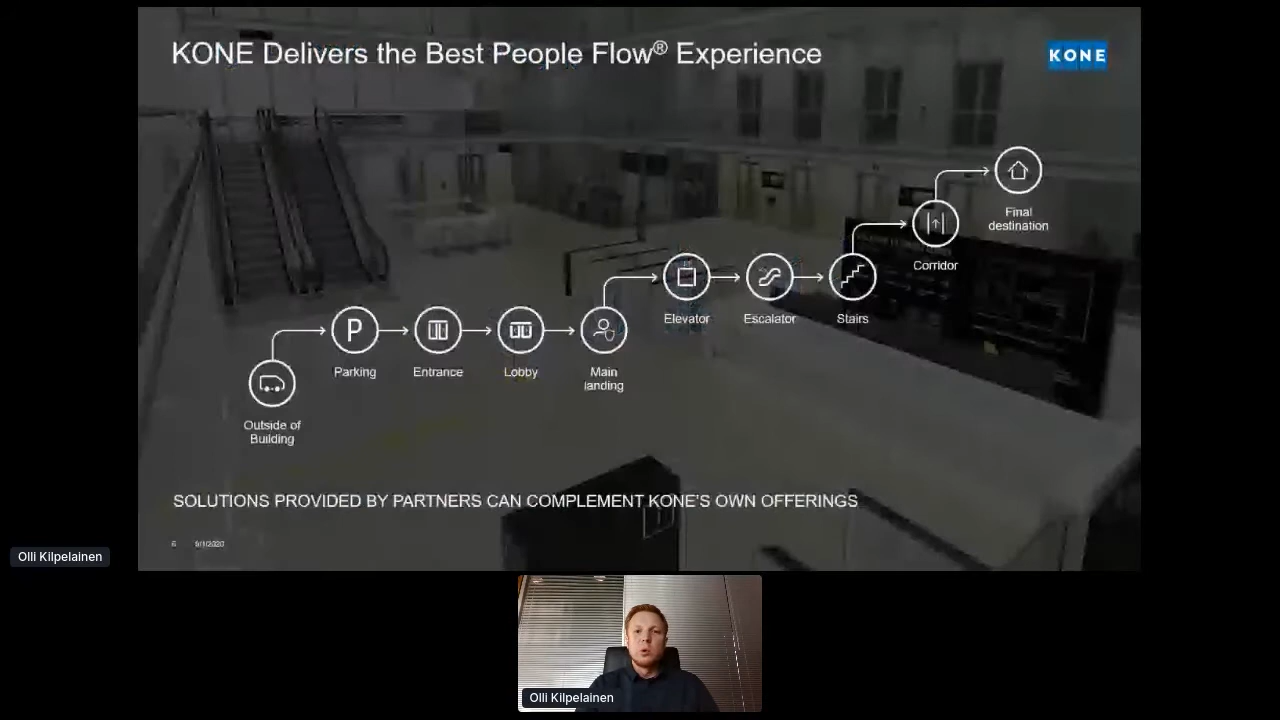 KONE Delivers the Best People Flow® Experience
KONE
Final
destination
Corridor
Elevator
Escalator
Stairs
Parking
Entrance
Lobby
Main
landing
Outside of
Building
SOLUTIONS PROVIDED BY PARTNERS CAN COMPLEMENT KONE'S OWN OFFERINGS
6 9/1/2020
Olli Kilpelainen
Olli Kilpelainen